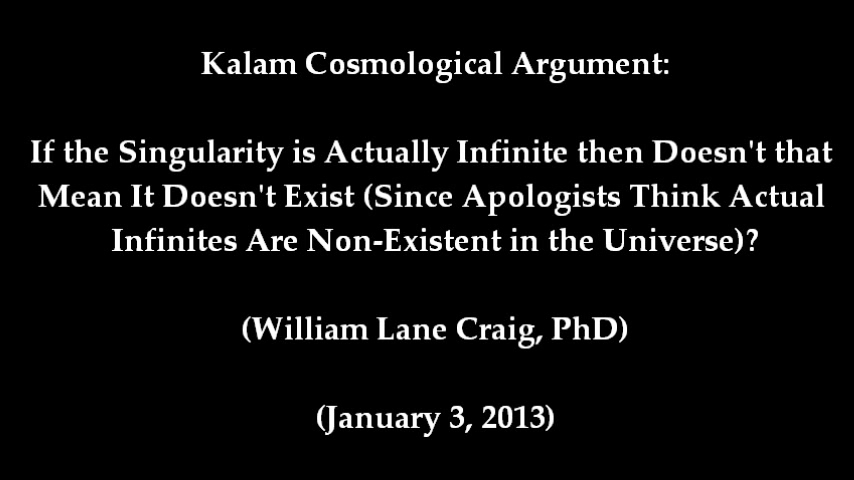 Kalam Cosmological Argument:
If the Singularity is Actually Infinite then Doesn't that
Mean It Doesn't Exist (Since Apologists Think Actual
Infinites Are Non-Existent in the Universe)?
(William Lane Craig, PhD)
(January 3, 2013)